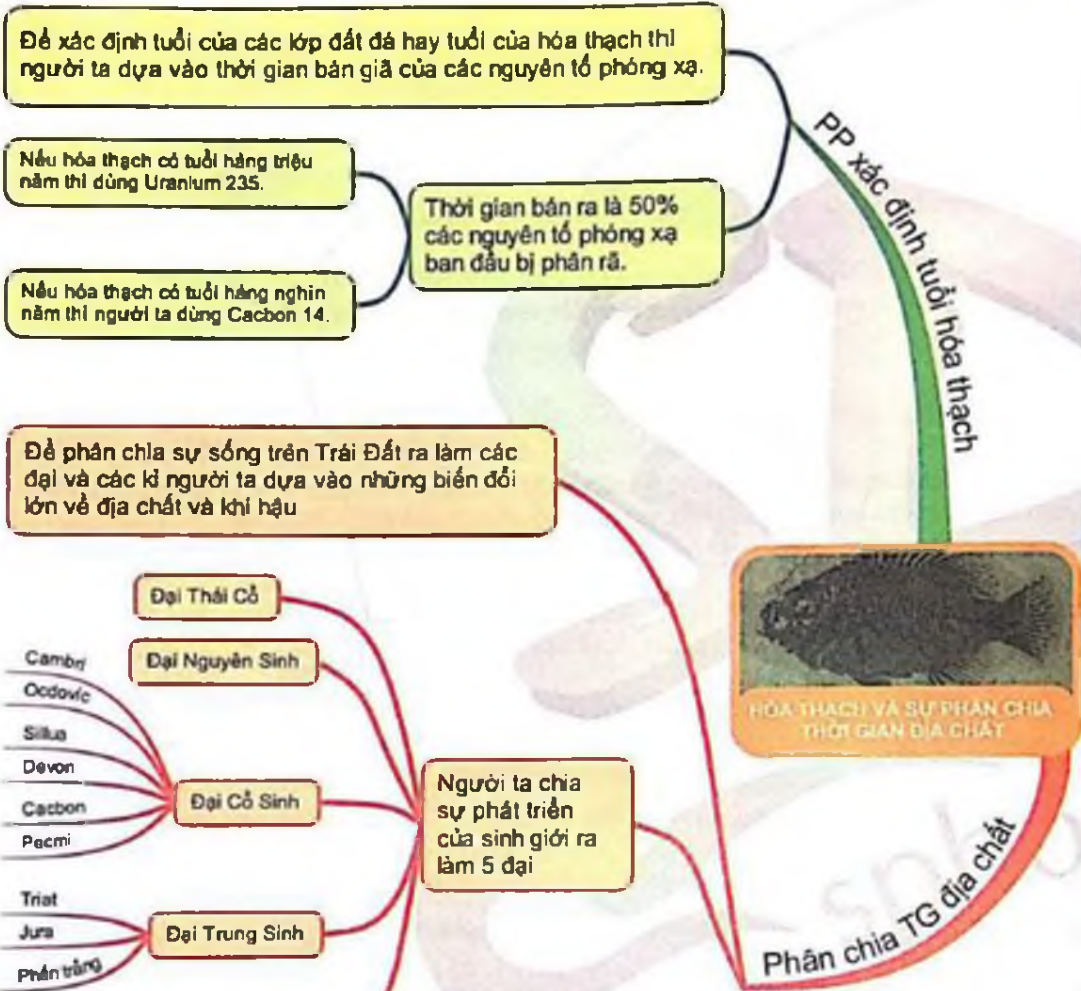 Để xác định tuổi của các lớp đất đá hay tuổi của hóa thạch thì
người ta dựa vào thời gian bán giã của các nguyên tố phóng xạ.
PP xác định tuổi hóa thạch
Nếu hóa thạch có tuổi hàng triệu
năm thì dùng Uranium 235.
Thời gian bán ra là 50%
các nguyên tố phóng xạ
ban đầu bị phân rã.
Nếu hóa thạch có tuổi hàng nghìn
năm thì người ta dùng Cacbon 14.
Để phân chia sự sống trên Trái Đất ra làm các
đại và các kỉ người ta dựa vào những biến đổi
lớn về địa chất và khí hậu
HÓA THẠCH VÀ SỰ PHÂN CHIA
THỜI GIAN ĐỊA CHẤT
Đại Thái Cổ
Đại Nguyên Sinh
Cambri
Ocdovic
Silua
Devon
Cacbon
Pecmi
Đại Cổ Sinh
Người ta chia
sự phát triển
của sinh giới ra
làm 5 đại
Triat
Jura
Phấn trắng
Đại Trung Sinh
Phân chia TG địa chất